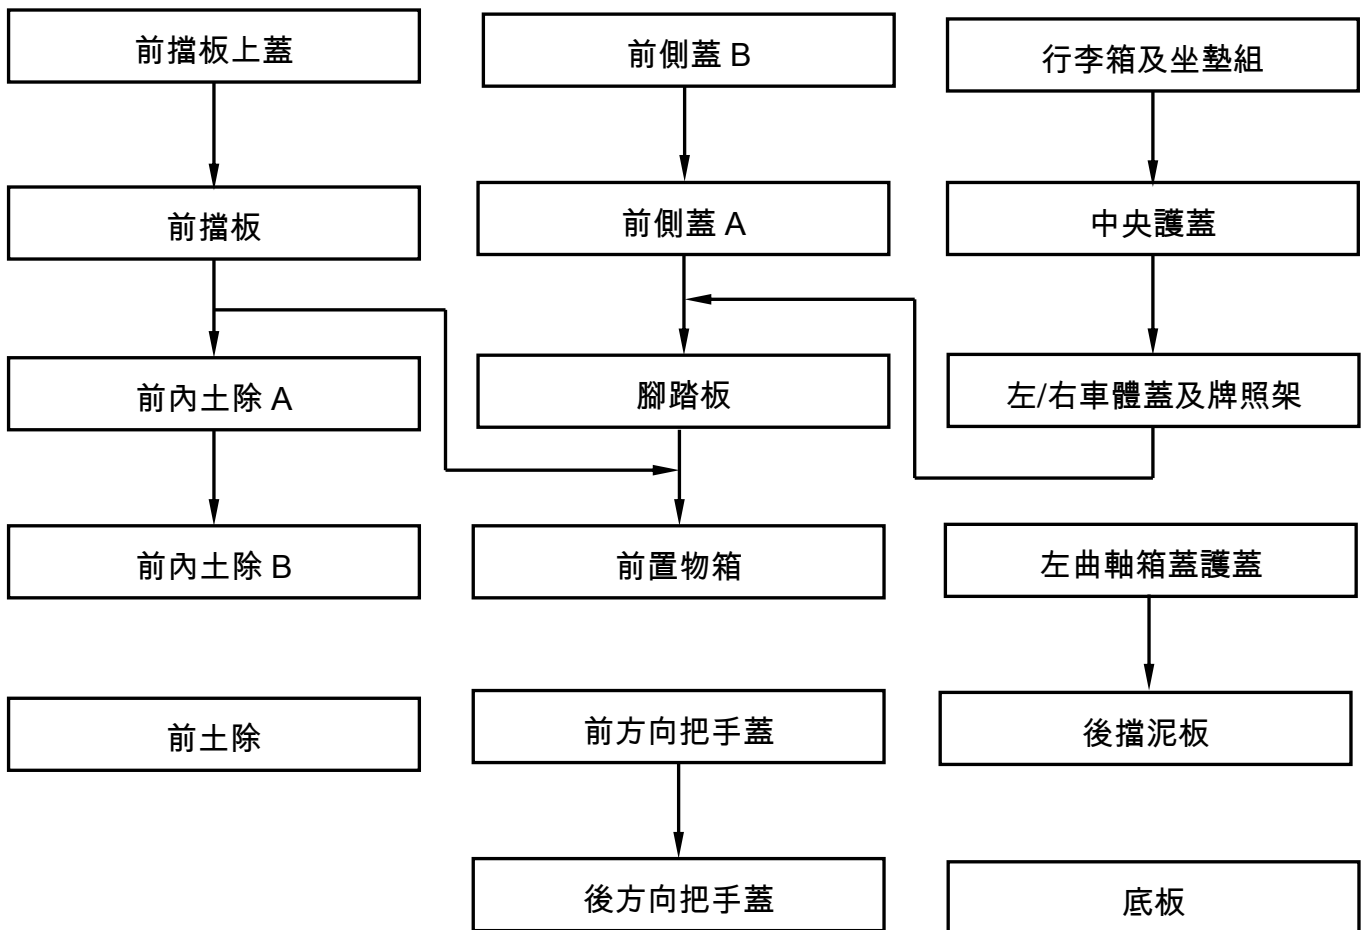 前擋板上蓋
前側蓋 B
行李箱及坐墊組
前擋板
前側蓋 A
中央護蓋
前內土除 A
腳踏板
左/右車體蓋及牌照架
前內土除 B
前置物箱
左曲軸箱蓋護蓋
前土除
前方向把手蓋
後擋泥板
後方向把手蓋
底板